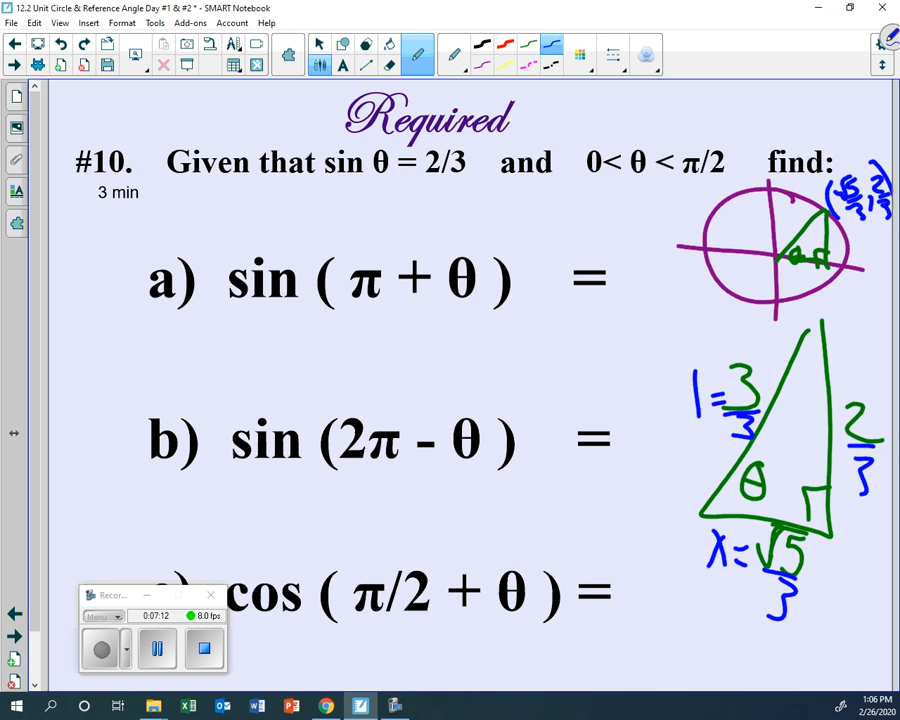 12.2 Unit Circle & Reference Angle Day #1 & #2 * - SMART Notebook
File Edit View Insert Format Tools Add-ons Account Help
Required
#10. Given that sin θ = 2/3 and 0< θ < π/2 find:
3 min
(√5/3, 2/3)
θ
a) sin ( π + θ ) =
1 = 3/3
2/3
θ
b) sin (2π - θ ) =
x = √5/3
cos ( π/2 + θ ) =
Recor...
Menu
0:07:12 8.0 fps
1:06 PM
2/26/2020